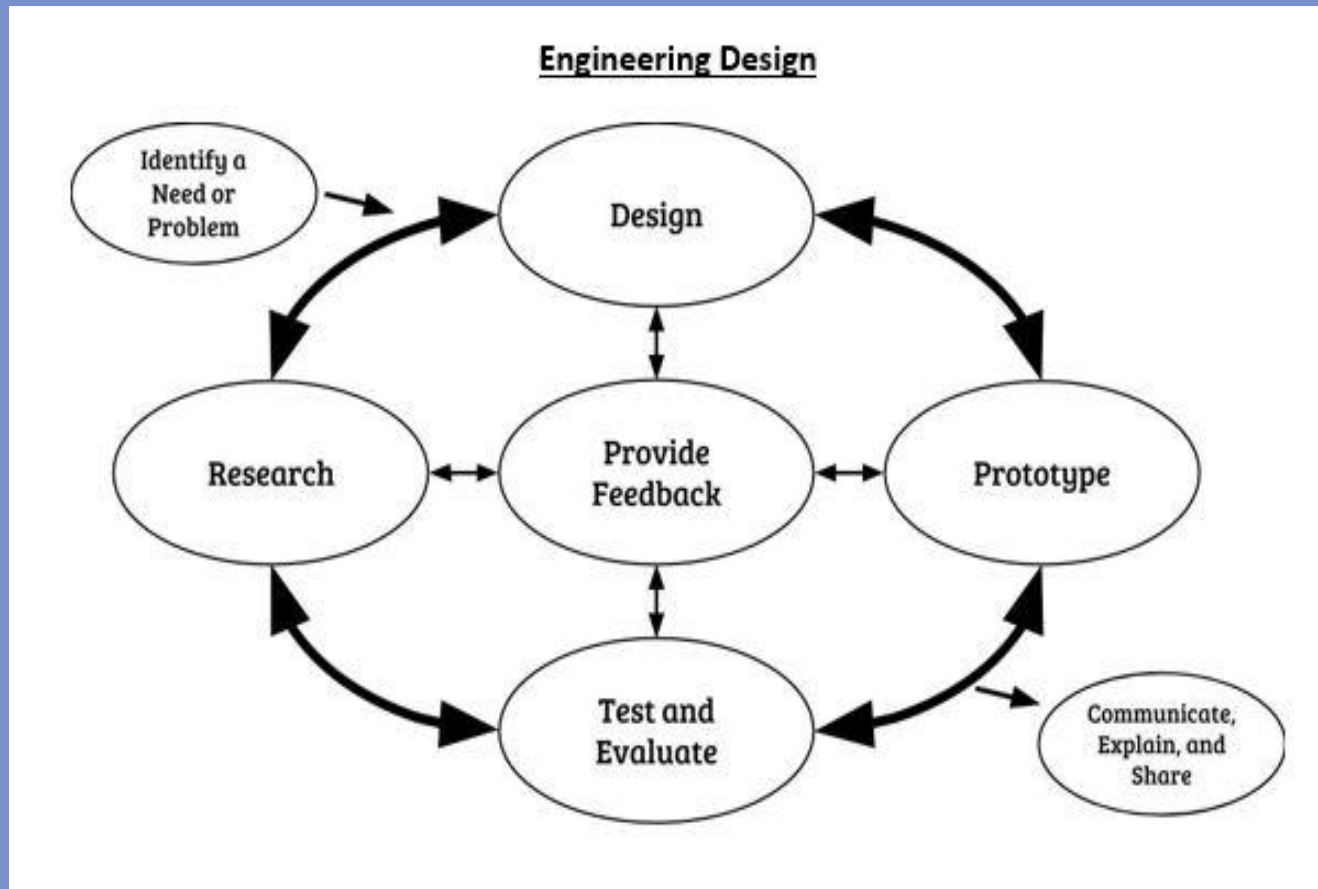 Engineering Design
Identify a
Need or
Problem
Design
Research
Provide
Feedback
Prototype
Test and
Evaluate
Communicate,
Explain, and
Share